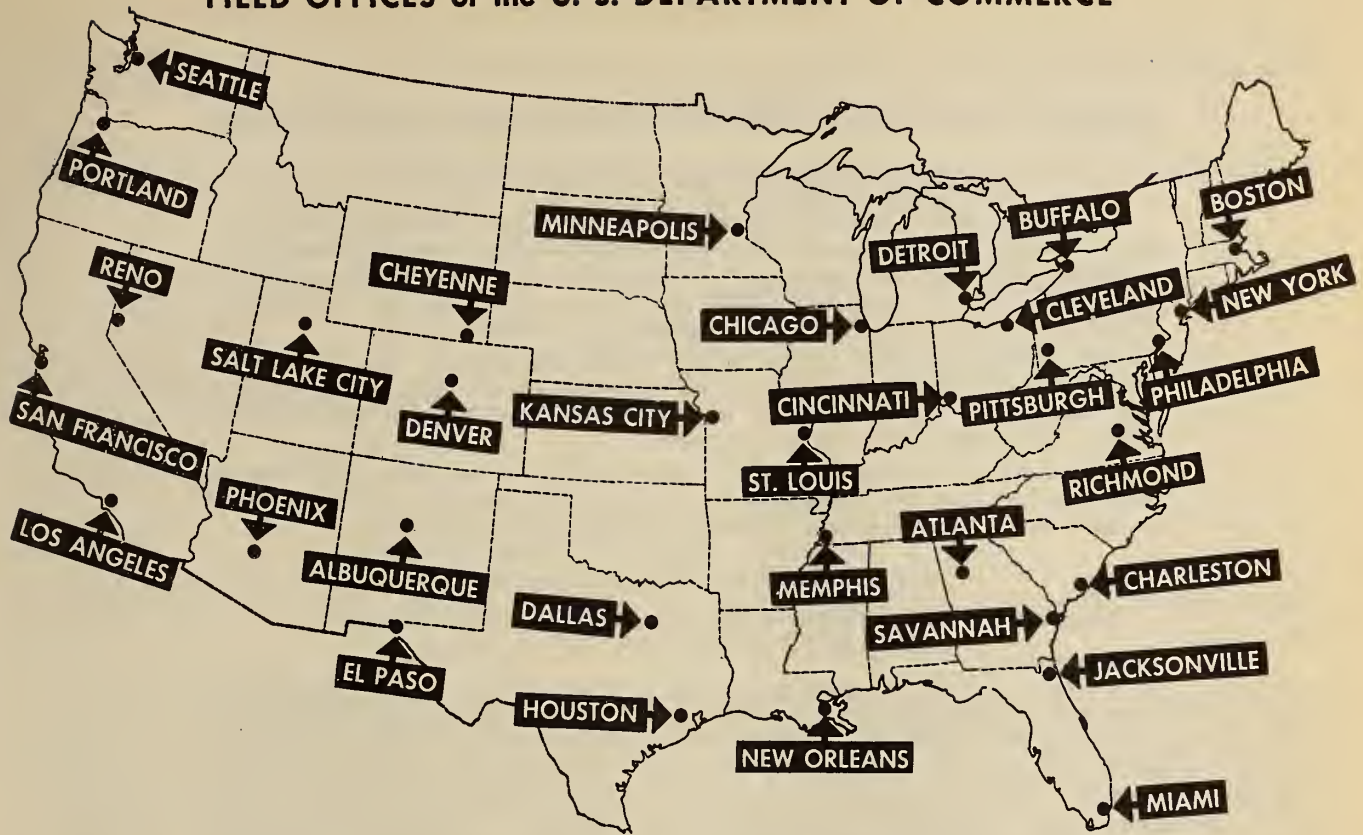 FIELD OFFICES of the U. S. DEPARTMENT OF COMMERCE
SEATTLE
PORTLAND
MINNEAPOLIS
BUFFALO
BOSTON
DETROIT
RENO
CHEYENNE
CLEVELAND
NEW YORK
CHICAGO
SALT LAKE CITY
PHILADELPHIA
CINCINNATI
PITTSBURGH
KANSAS CITY
DENVER
SAN FRANCISCO
ST. LOUIS
RICHMOND
PHOENIX
LOS ANGELES
ATLANTA
ALBUQUERQUE
MEMPHIS
CHARLESTON
DALLAS
SAVANNAH
EL PASO
JACKSONVILLE
HOUSTON
NEW ORLEANS
MIAMI